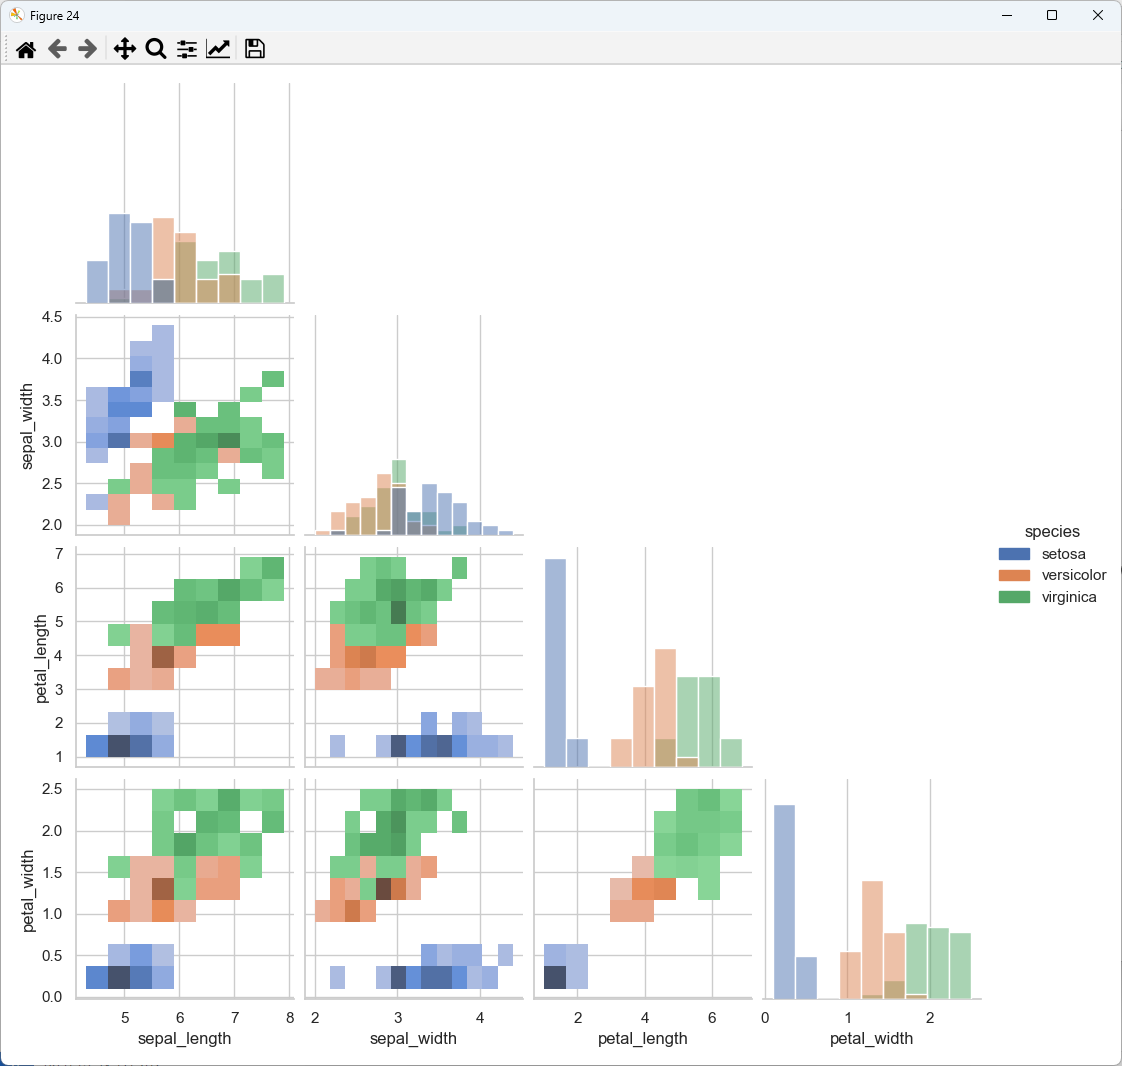 Figure 24
4.5
4.0
3.5
3.0
2.5
2.0
sepal_width
7
6
5
4
3
2
1
petal_length
species
setosa
versicolor
virginica
2.5
2.0
1.5
1.0
0.5
0.0
petal_width
5 6 7 8
2 3 4
2 4 6
0 1 2
sepal_length
sepal_width
petal_length
petal_width